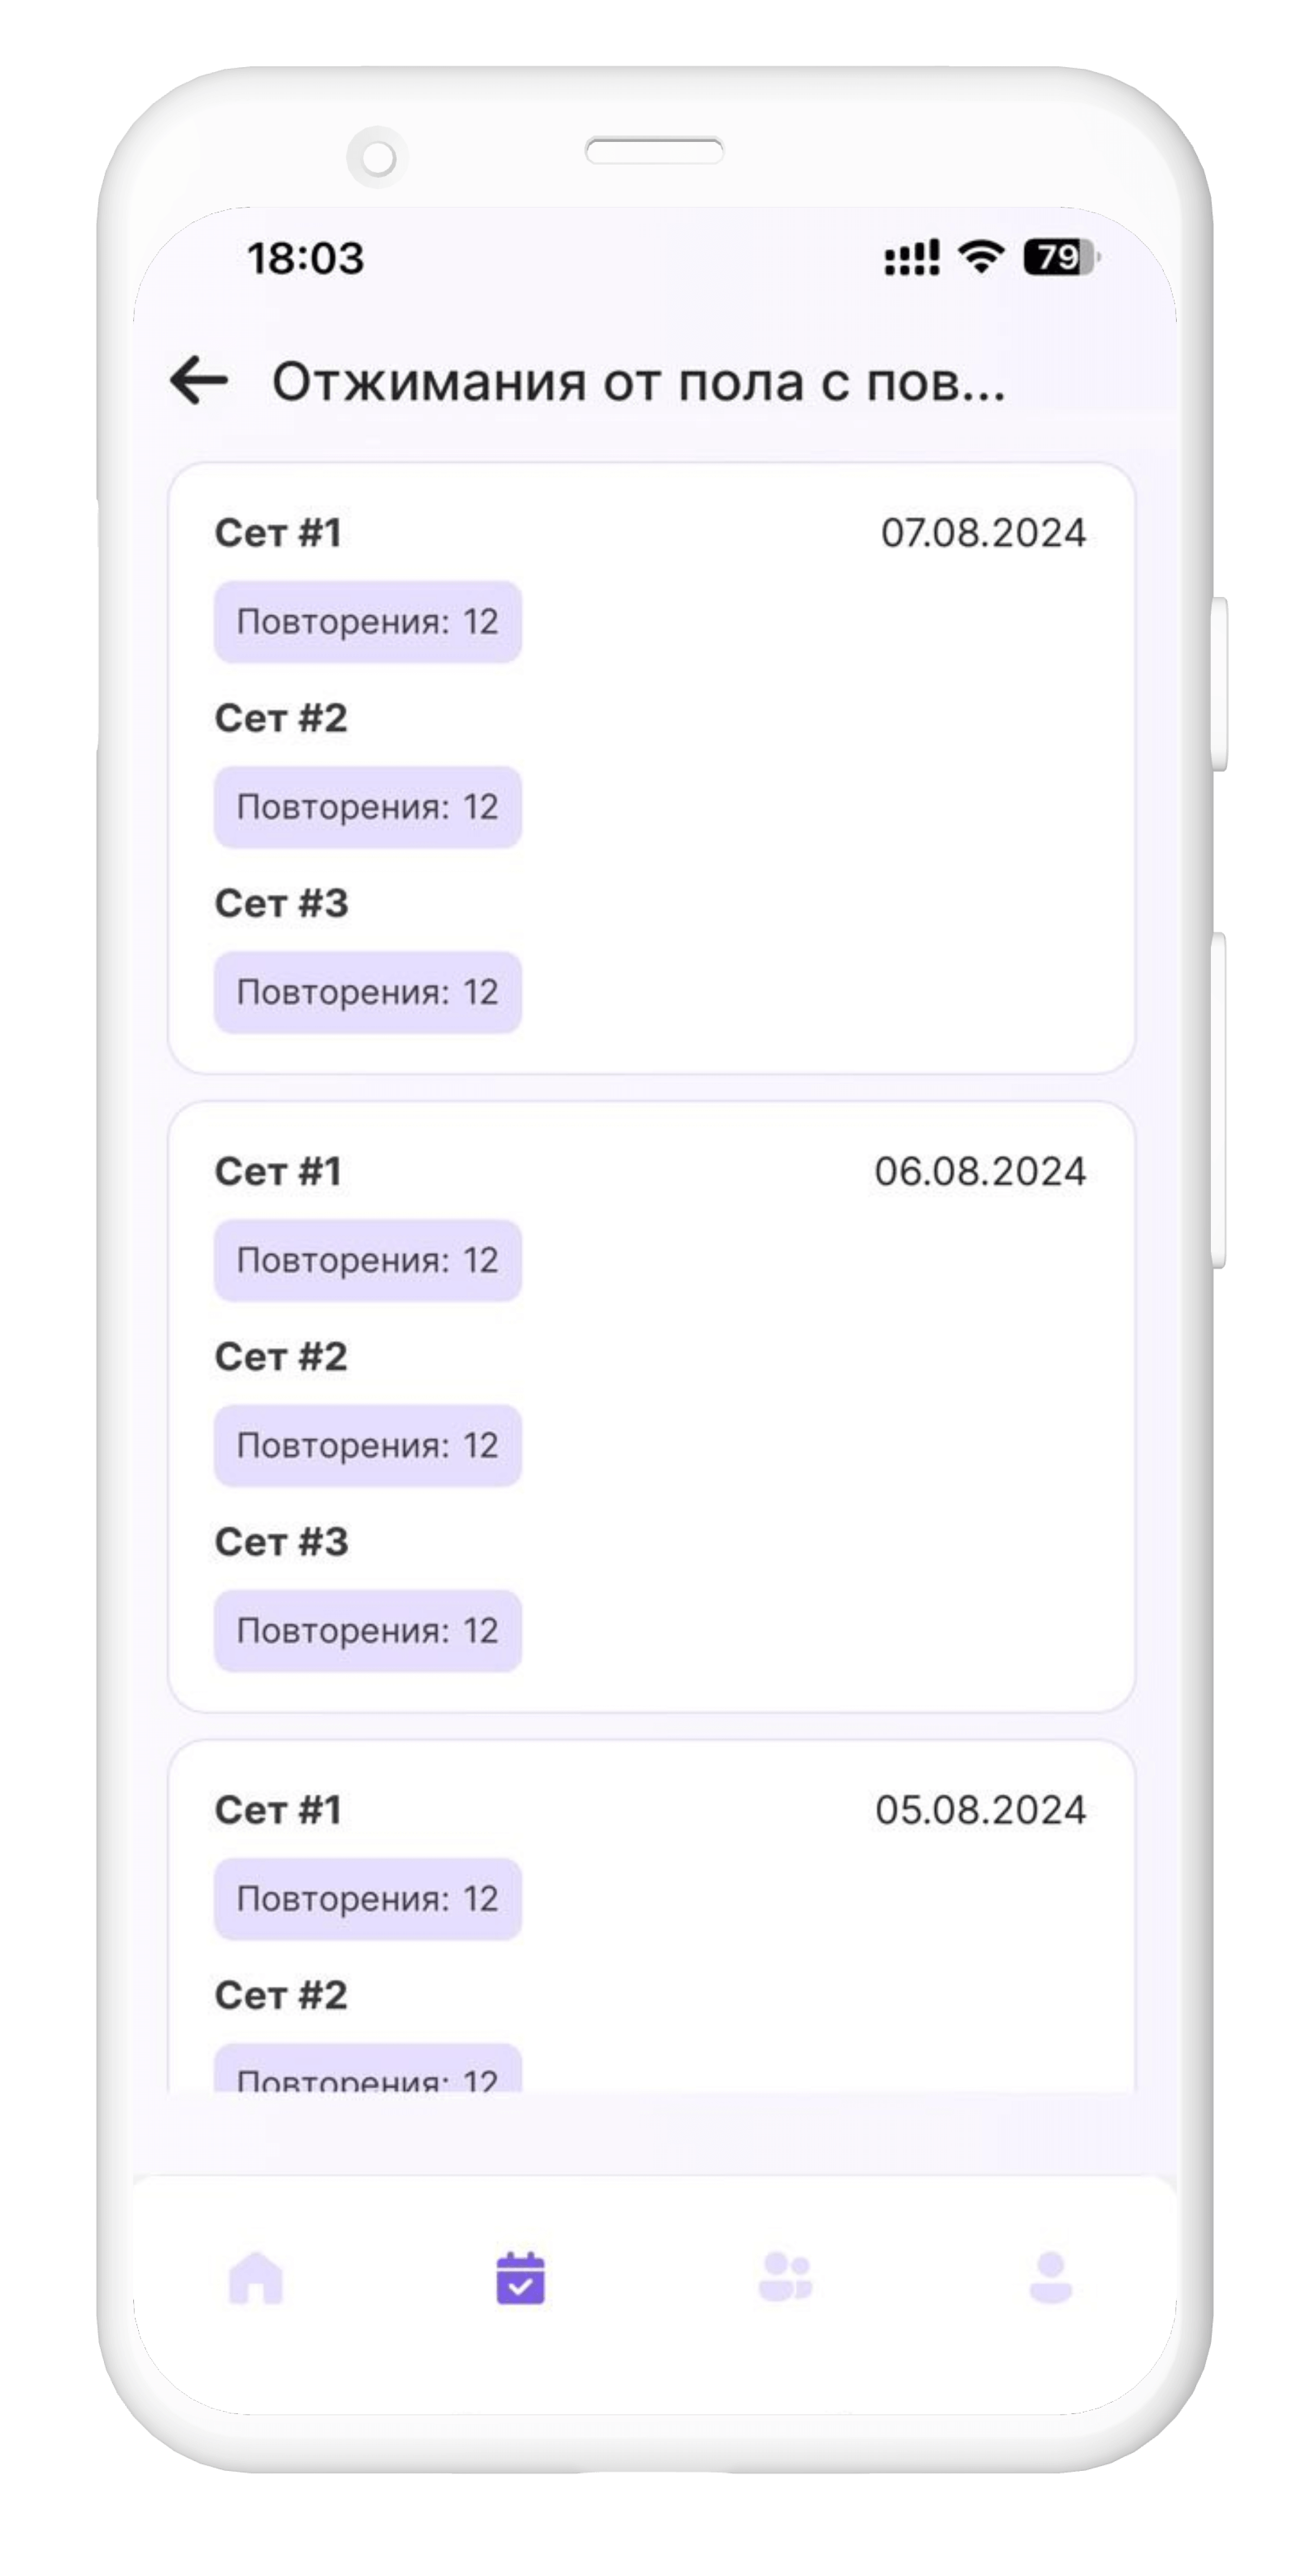 18:03 79
Отжимания от пола с пов...
Сет #1 07.08.2024
Повторения: 12
Сет #2
Повторения: 12
Сет #3
Повторения: 12
Сет #1 06.08.2024
Повторения: 12
Сет #2
Повторения: 12
Сет #3
Повторения: 12
Сет #1 05.08.2024
Повторения: 12
Сет #2
Повторения: 12